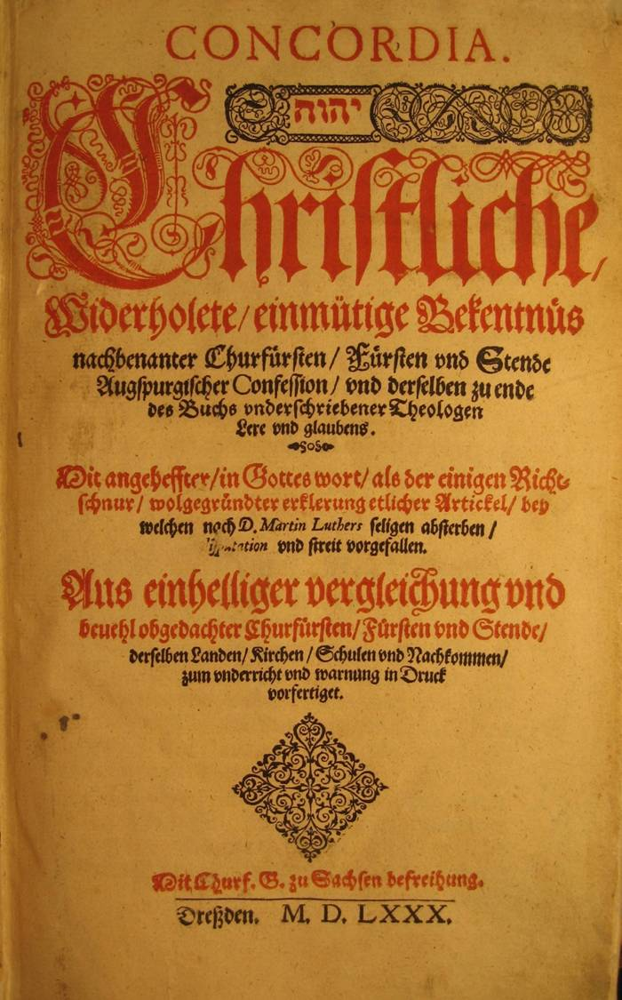 CONCORDIA.
יהוה
Chriſtliche,
Widerholete/ einmütige Bekentnüs
nachbenanter Churfürſten/ Fürſten vnd Stende
Augſpurgiſcher Confeſſion/ vnd derſelben zu ende
des Buchs vnderſchriebener Theologen
Lere vnd glaubens.
Mit angeheffter/ in Gottes wort/ als der einigen Richt⸗
ſchnur/ wolgegründter erklerung etlicher Artickel/ bey
welchen nach D. Martin Luthers ſeligen abſterben/
vnd ſtreit vorgefallen.
Aus einhelliger vergleichung vnd
beuehl obgedachter Churfürſten/ Fürſten vnd Stende/
derſelben Landen/ Kirchen/ Schulen vnd Nachkommen/
zum vnderricht vnd warnung in Druck
vorfertiget.
Mit Churf. G. zu Sachſen befreihung.
Dreßden. M. D. LXXX.